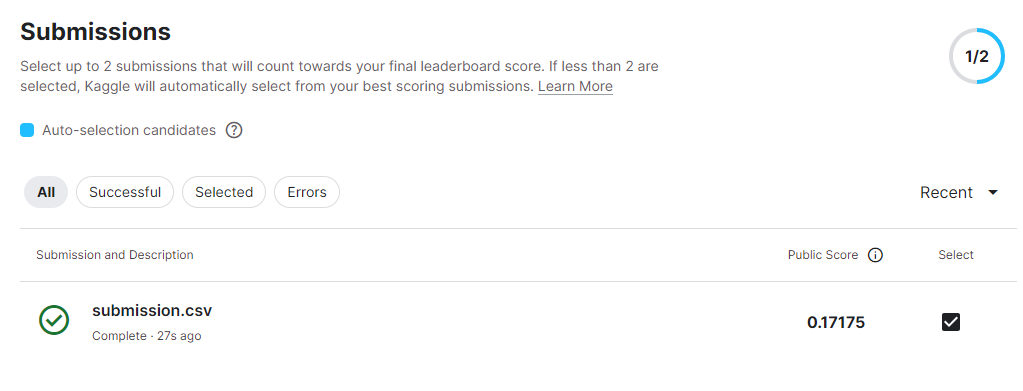 Submissions
Select up to 2 submissions that will count towards your final leaderboard score. If less than 2 are
selected, Kaggle will automatically select from your best scoring submissions. Learn More
1/2
Auto-selection candidates ?
All Successful Selected Errors
Recent
Submission and Description Public Score Select
submission.csv
Complete · 27s ago
0.17175